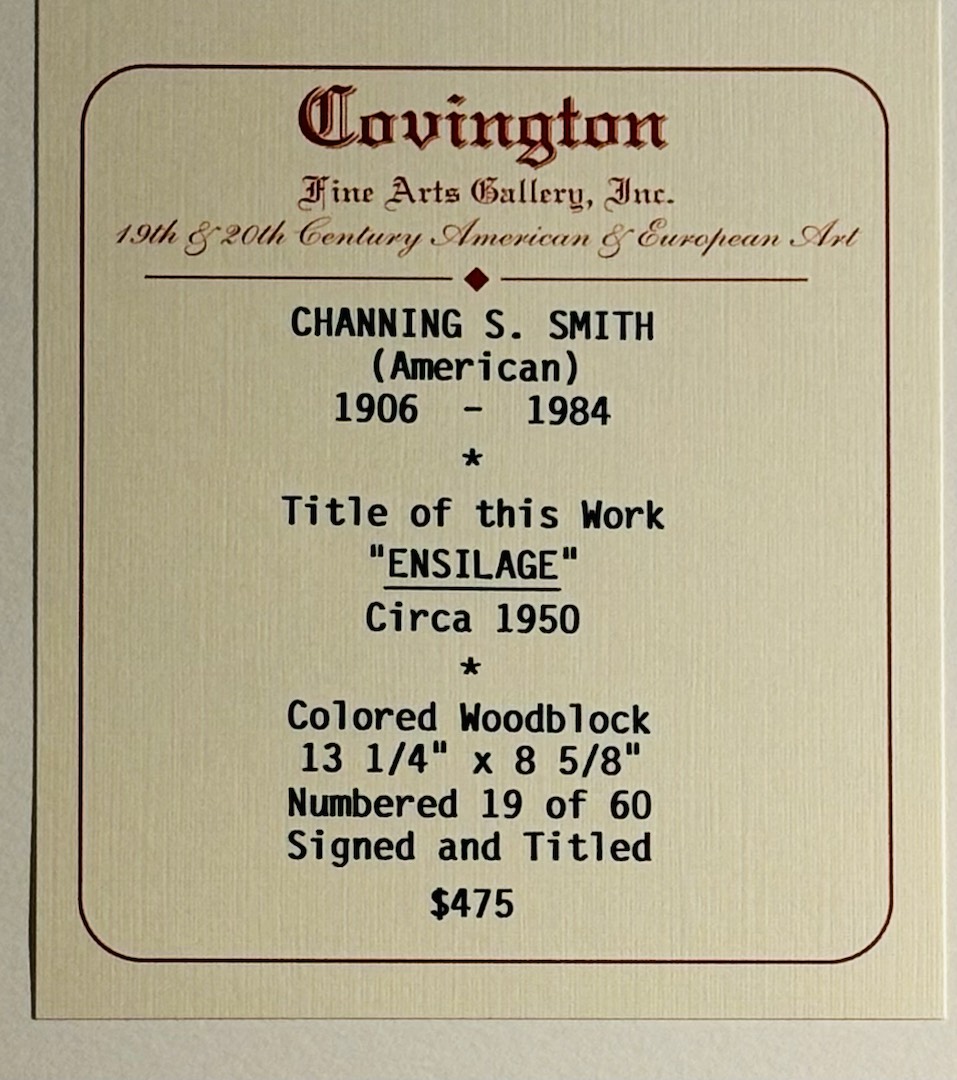 Covington
Fine Arts Gallery, Inc.
19th & 20th Century American & European Art
CHANNING S. SMITH
(American)
1906 - 1984
*
Title of this Work
"ENSILAGE"
Circa 1950
*
Colored Woodblock
13 1/4" x 8 5/8"
Numbered 19 of 60
Signed and Titled
$475